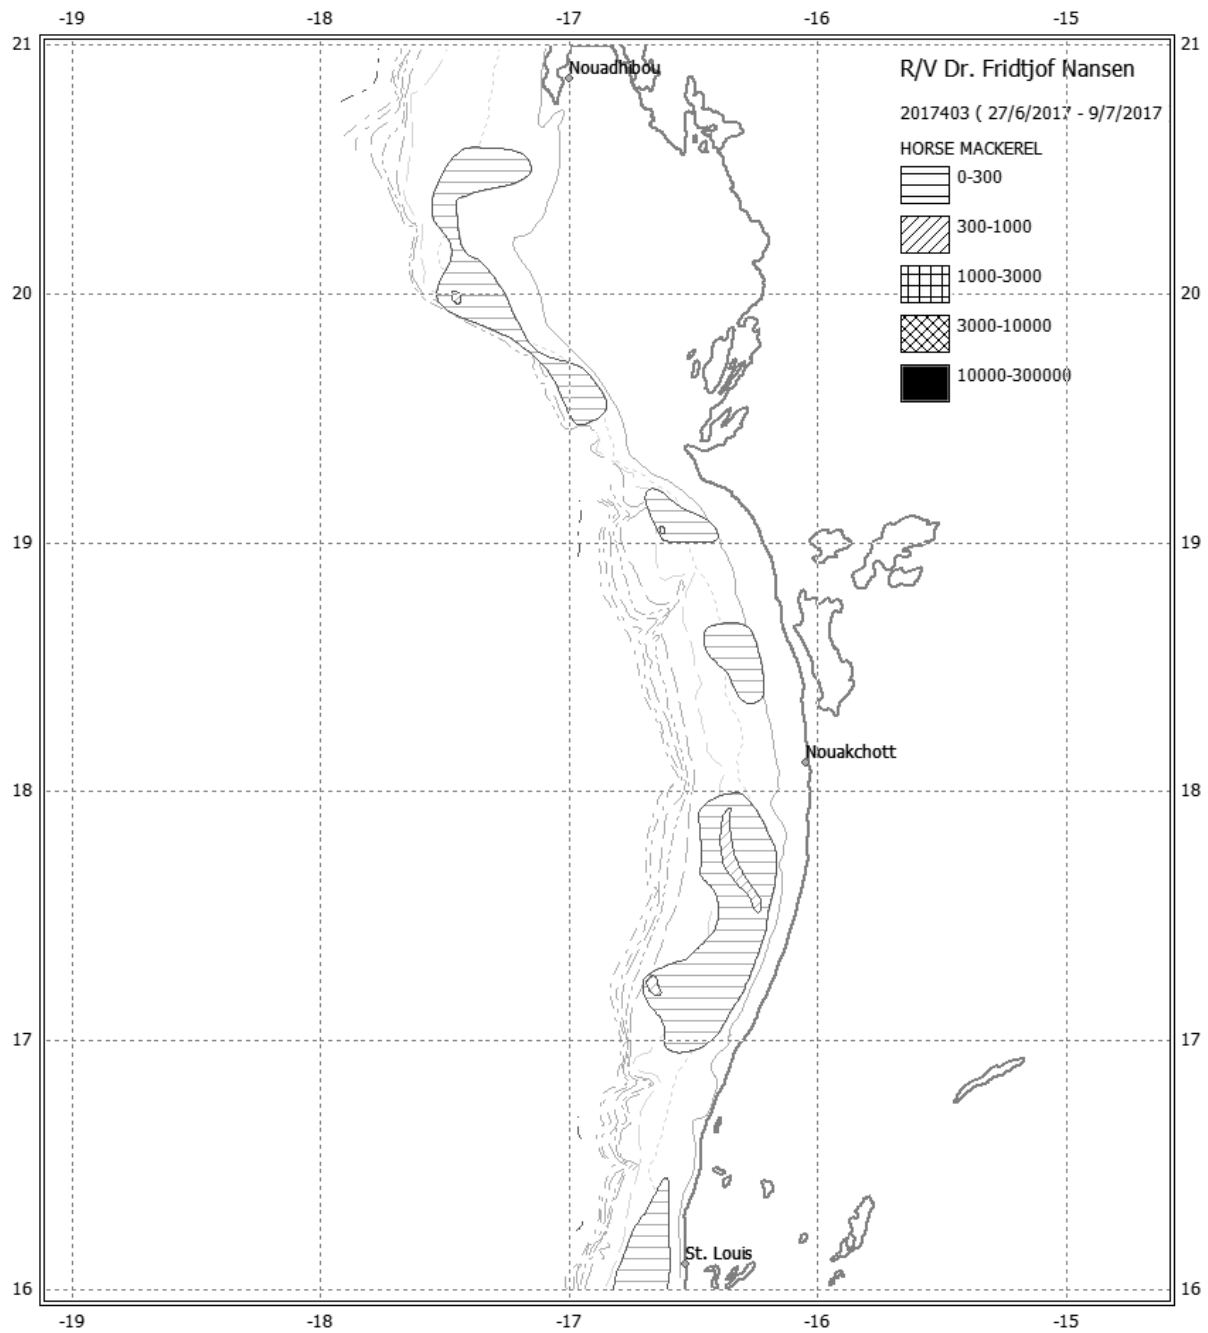 -19 -18 -17 -16 -15
21 21
Nouadhibou
R/V Dr. Fridtjof Nansen
2017403 ( 27/6/2017 - 9/7/2017
HORSE MACKEREL
0-300
300-1000
1000-3000
20 20
3000-10000
10000-300000
19 19
Nouakchott
18 18
17 17
St. Louis
16 16
-19 -18 -17 -16 -15